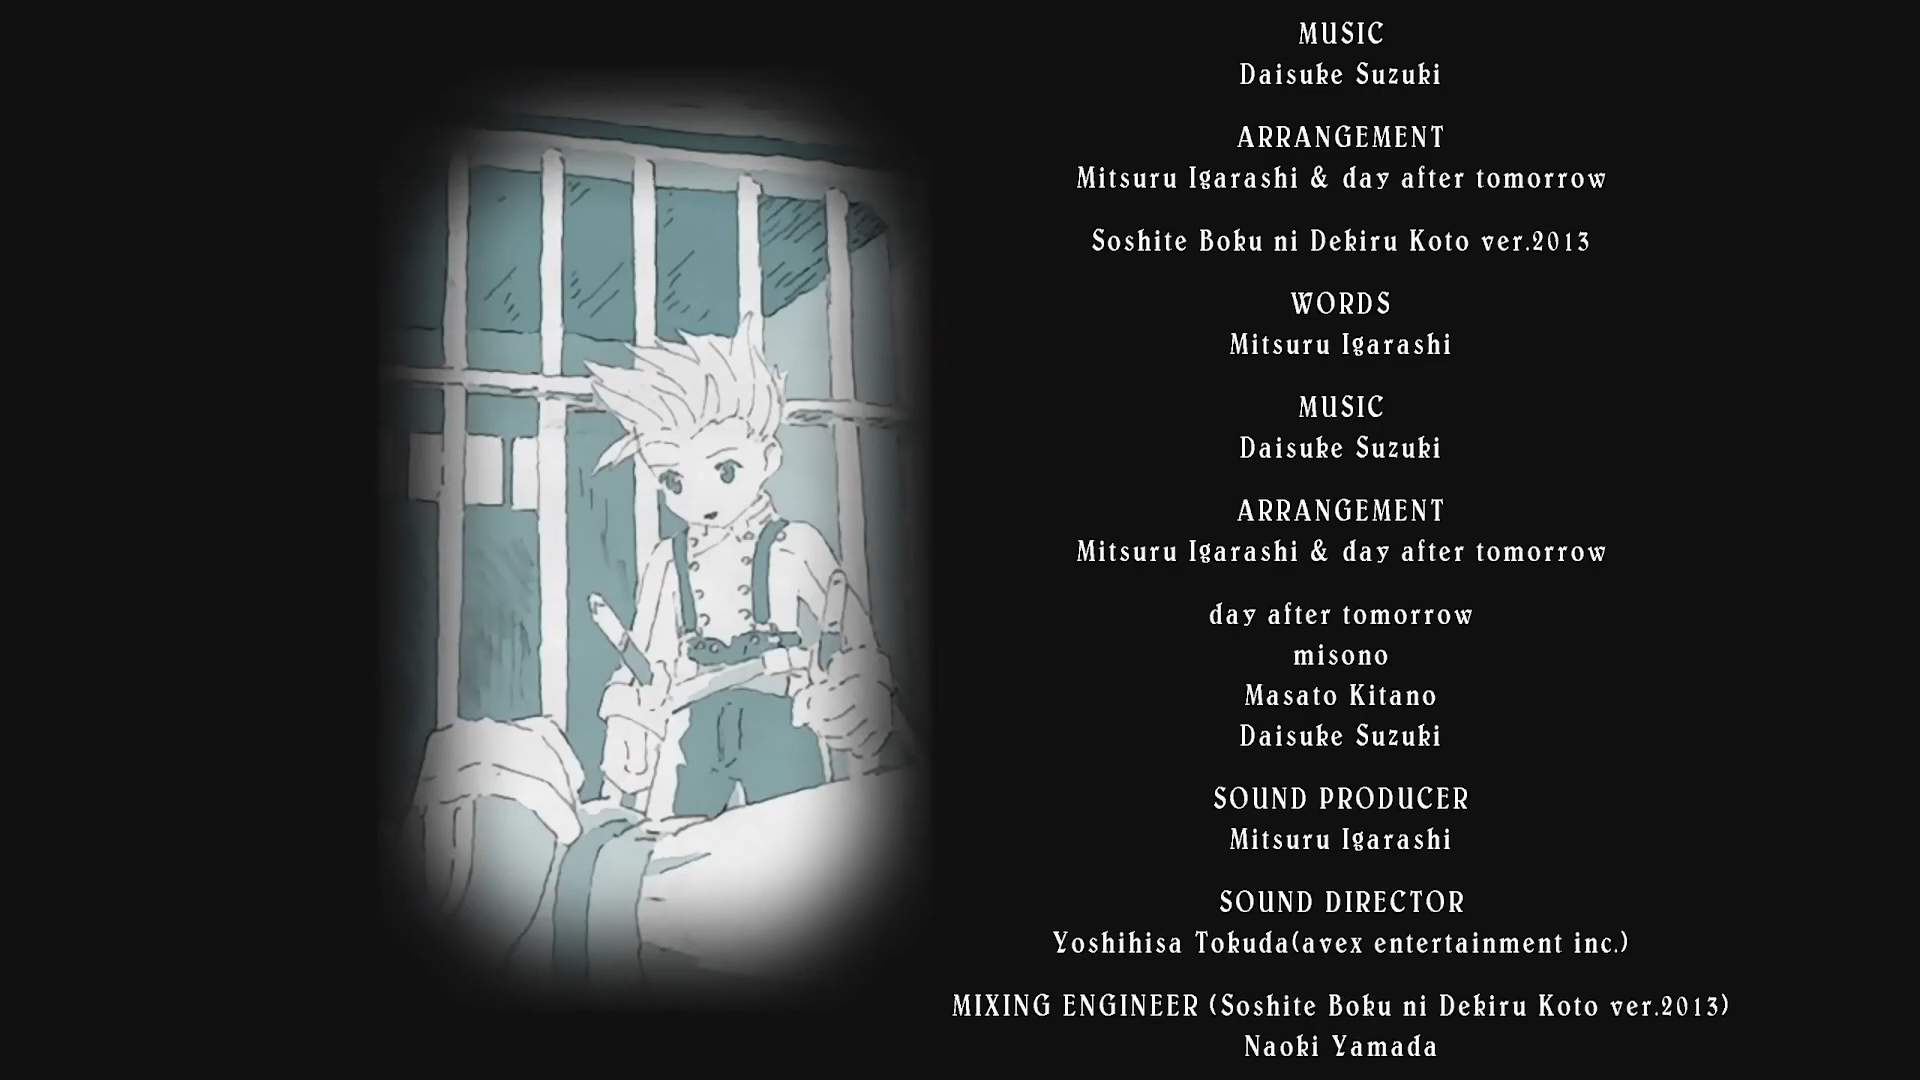 MUSIC
Daisuke Suzuki
ARRANGEMENT
Mitsuru Igarashi & day after tomorrow
Soshite Boku ni Dekiru Koto ver.2013
WORDS
Mitsuru Igarashi
MUSIC
Daisuke Suzuki
ARRANGEMENT
Mitsuru Igarashi & day after tomorrow
day after tomorrow
misono
Masato Kitano
Daisuke Suzuki
SOUND PRODUCER
Mitsuru Igarashi
SOUND DIRECTOR
Yoshihisa Tokuda(avex entertainment inc.)
MIXING ENGINEER (Soshite Boku ni Dekiru Koto ver.2013)
Naoki Yamada